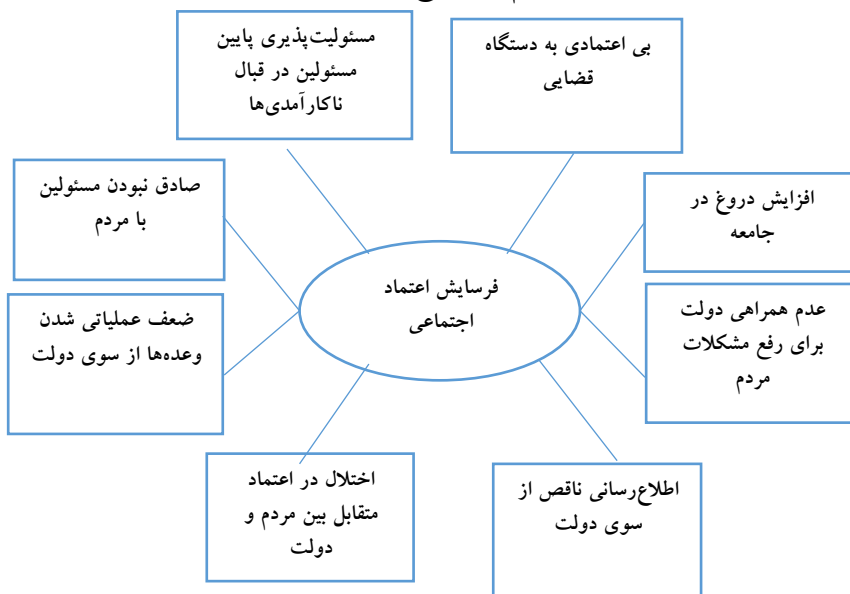 بی اعتمادی به دستگاه
قضایی
مسئولیت‌پذیری پایین
مسئولین در قبال
ناکارآمدی‌ها
افزایش دروغ در
جامعه
صادق نبودن مسئولین
با مردم
فرسایش اعتماد
اجتماعی
عدم همراهی دولت
برای رفع مشکلات
مردم
ضعف عملیاتی شدن
وعده‌ها از سوی دولت
اطلاع‌رسانی ناقص از
سوی دولت
اختلال در اعتماد
متقابل بین مردم و
دولت